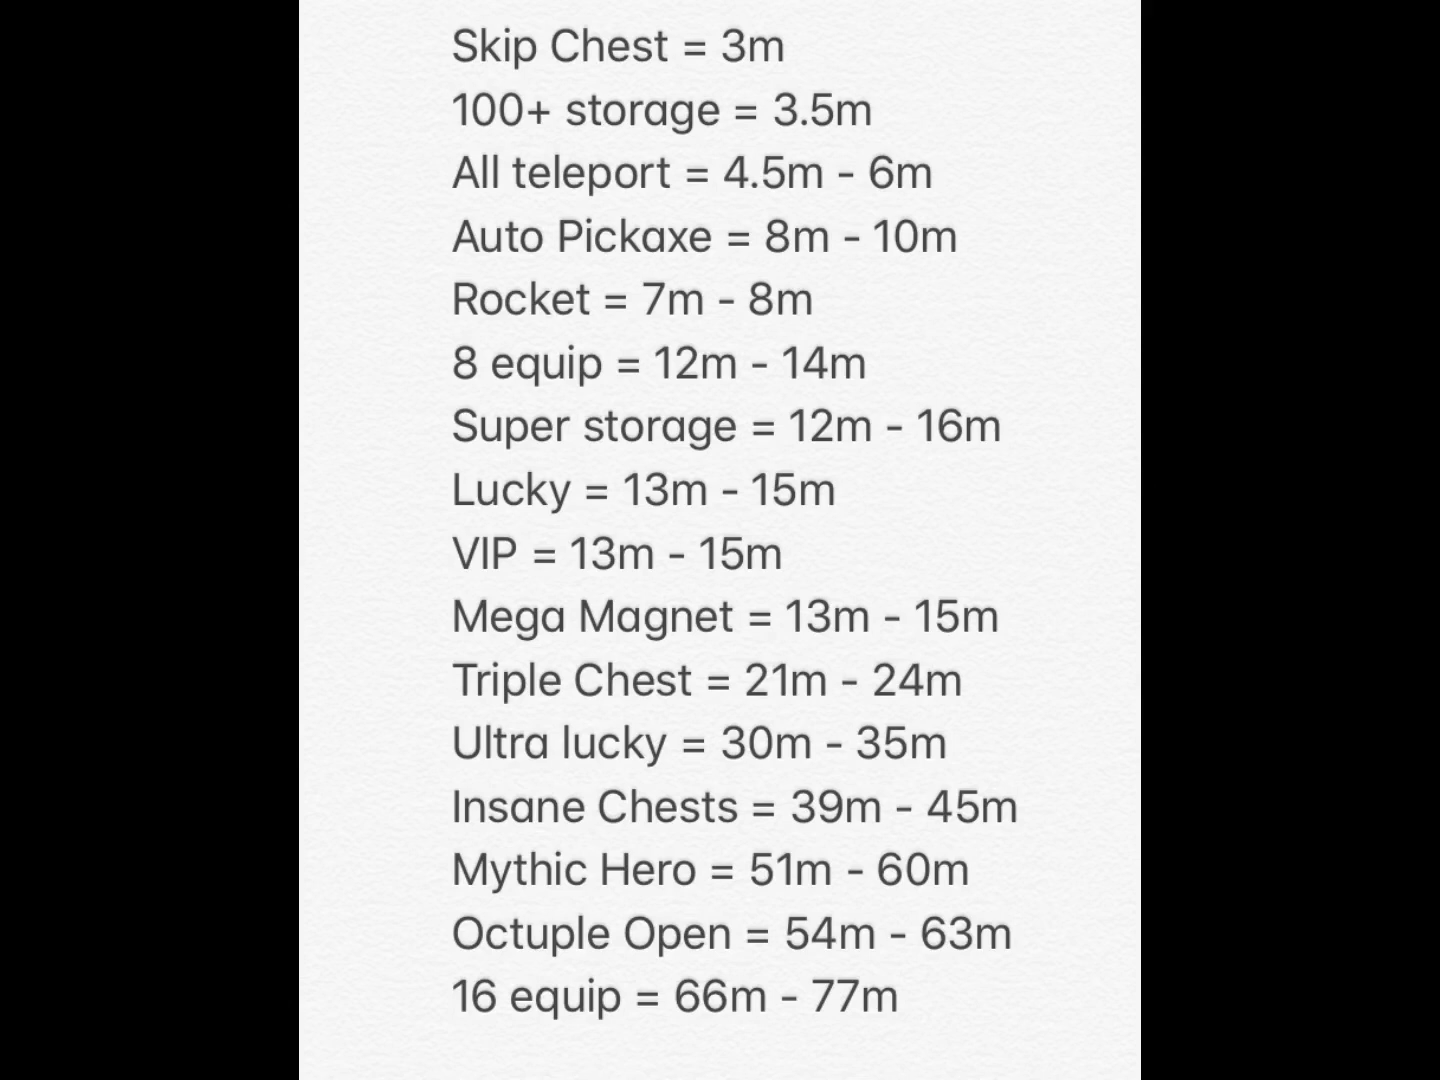 Skip Chest = 3m
100+ storage = 3.5m
All teleport = 4.5m - 6m
Auto Pickaxe = 8m - 10m
Rocket = 7m - 8m
8 equip = 12m - 14m
Super storage = 12m - 16m
Lucky = 13m - 15m
VIP = 13m - 15m
Mega Magnet = 13m - 15m
Triple Chest = 21m - 24m
Ultra lucky = 30m - 35m
Insane Chests = 39m - 45m
Mythic Hero = 51m - 60m
Octuple Open = 54m - 63m
16 equip = 66m - 77m